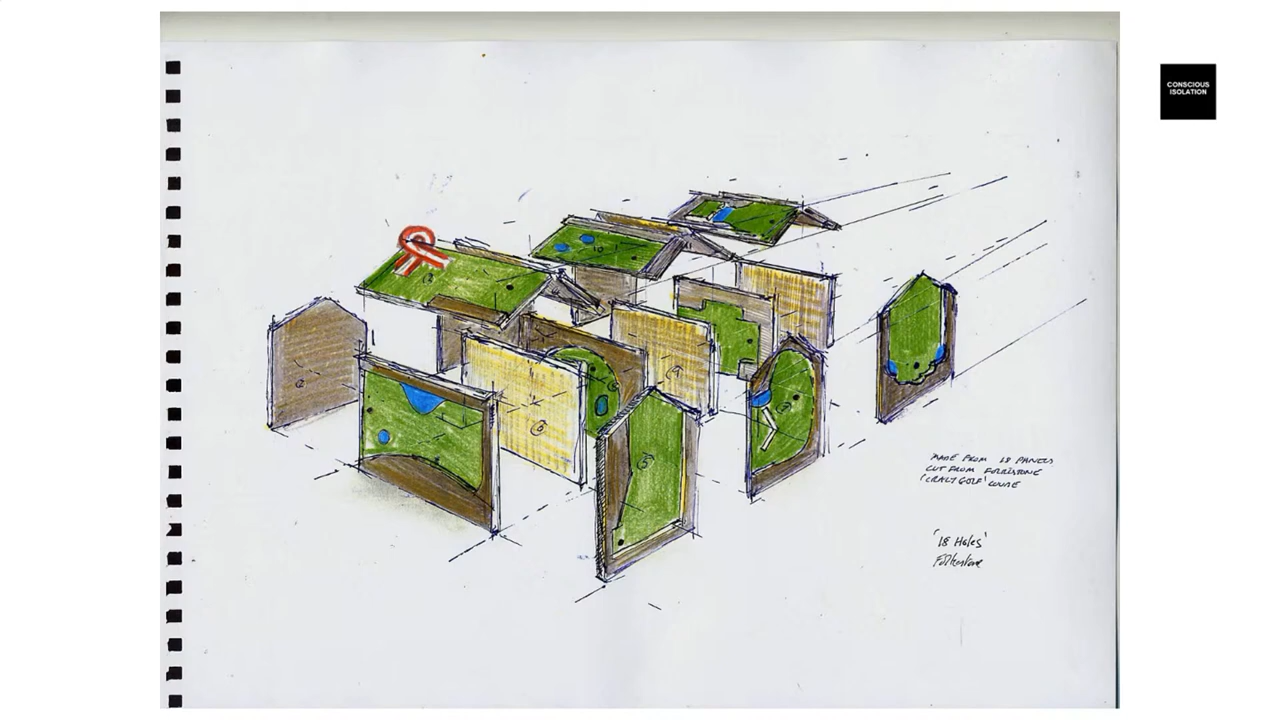 CONSCIOUS
ISOLATION
MADE FROM 18 PANELS
CUT FROM FOLKESTONE
'CRAZY GOLF' COURSE
'18 Holes'
Folkestone